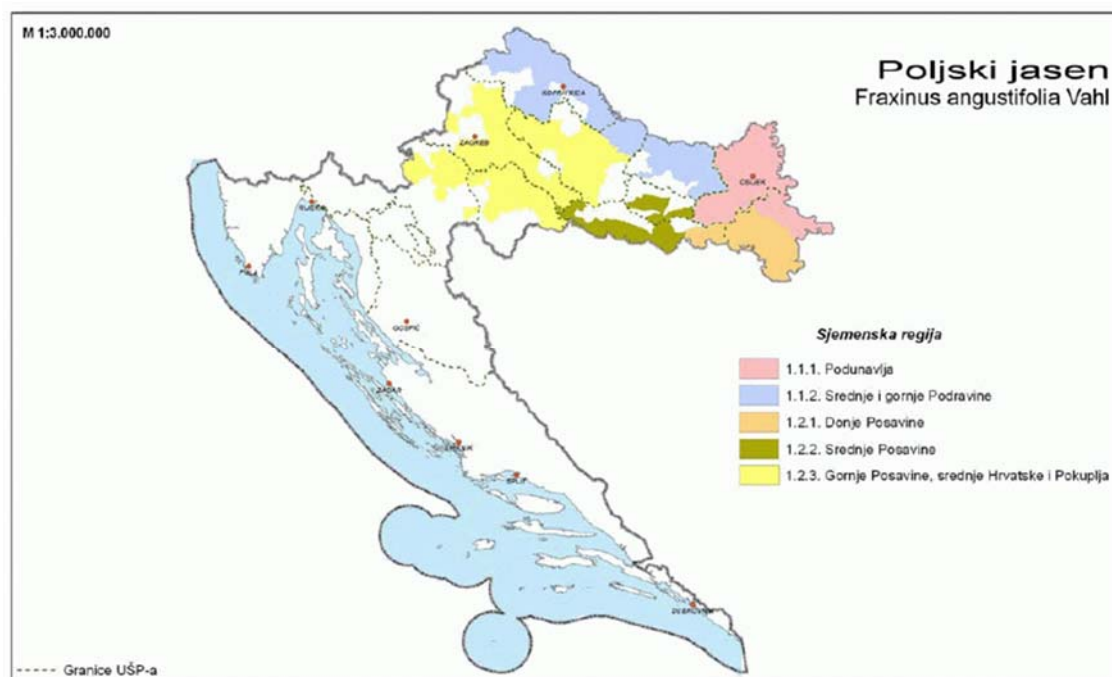 M 1:3.000.000
Poljski jasen
Fraxinus angustifolia Vahl
KOPRIVNICA
ZAGREB
OSIJEK
GOSPIĆ
ZADAR
SPLIT
DUBROVNIK
Sjemenska regija
1.1.1. Podunavlja
1.1.2. Srednje i gornje Podravine
1.2.1. Donje Posavine
1.2.2. Srednje Posavine
1.2.3. Gornje Posavine, srednje Hrvatske i Pokuplja
Granice UŠP-a